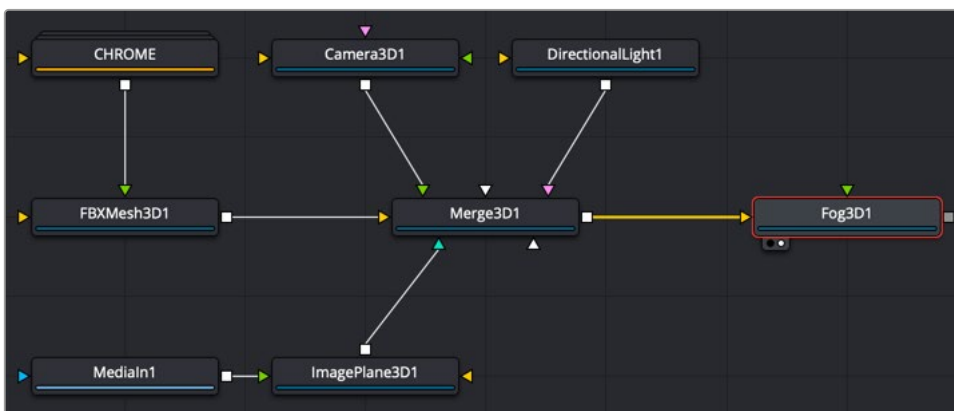 CHROME
Camera3D1
DirectionalLight1
FBXMesh3D1
Merge3D1
Fog3D1
MediaIn1
ImagePlane3D1